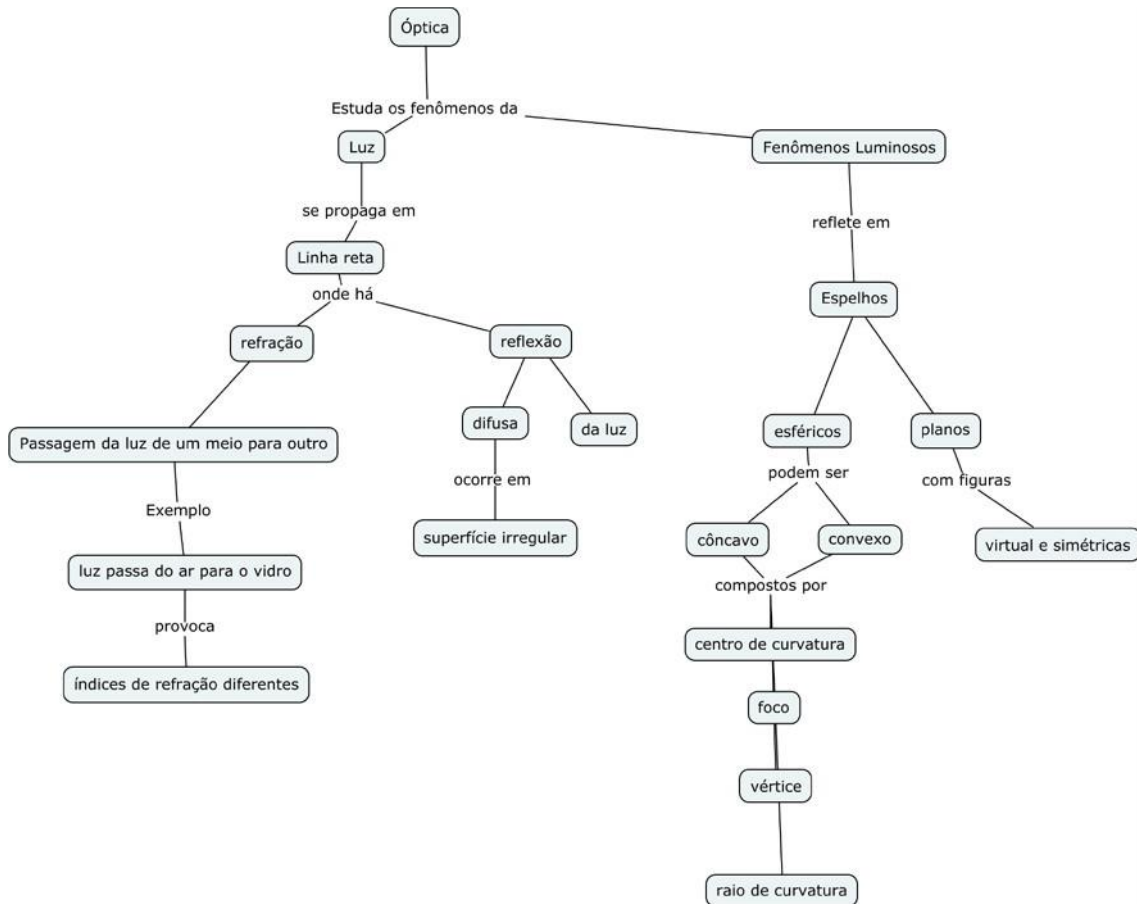 Óptica
Estuda os fenômenos da
Luz
Fenômenos Luminosos
se propaga em
reflete em
Linha reta
onde há
Espelhos
refração
reflexão
difusa
da luz
esféricos
planos
Passagem da luz de um meio para outro
podem ser
com figuras
ocorre em
Exemplo
superfície irregular
côncavo
convexo
virtual e simétricas
luz passa do ar para o vidro
compostos por
provoca
centro de curvatura
índices de refração diferentes
foco
vértice
raio de curvatura